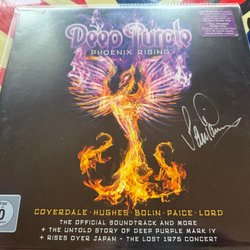 Deep Purple
PHOENIX RISING
COVERDALE · HUGHES · BOLIN · PAICE · LORD
THE OFFICIAL SOUNDTRACK AND MORE
+ THE UNTOLD STORY OF DEEP PURPLE MARK IV
+ RISES OVER JAPAN - THE LOST 1975 CONCERT